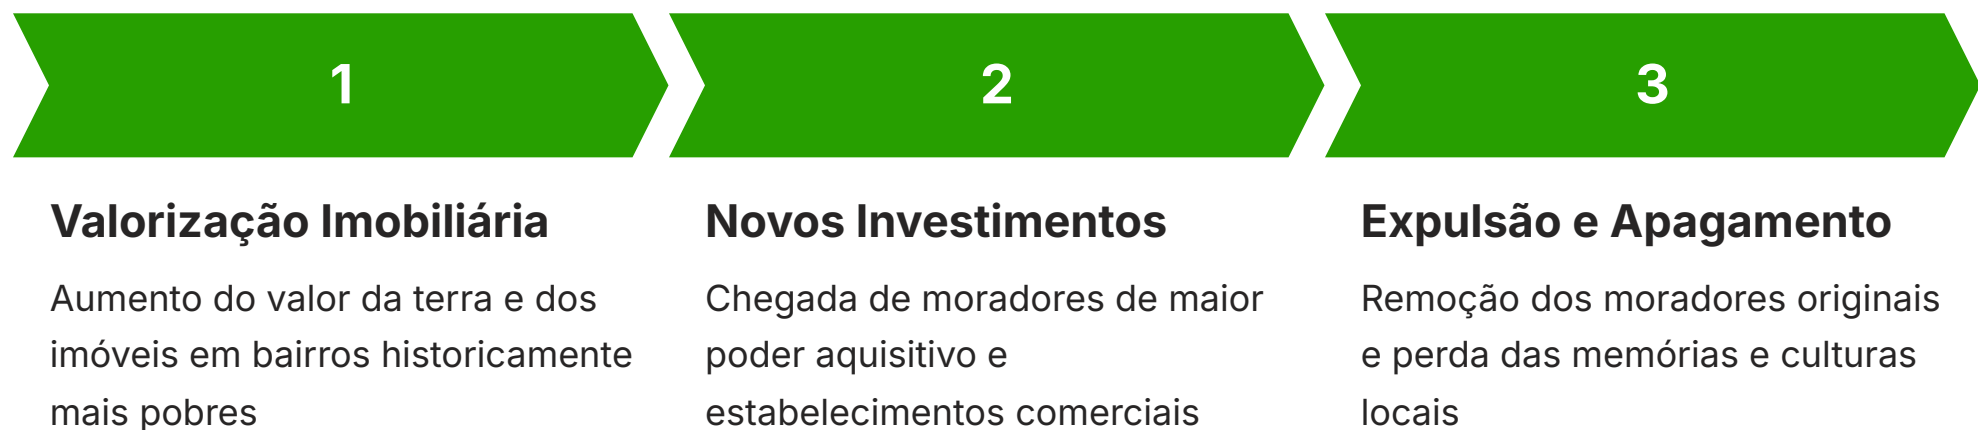 1
Valorização Imobiliária
Aumento do valor da terra e dos
imóveis em bairros historicamente
mais pobres
2
Novos Investimentos
Chegada de moradores de maior
poder aquisitivo e
estabelecimentos comerciais
3
Expulsão e Apagamento
Remoção dos moradores originais
e perda das memórias e culturas
locais